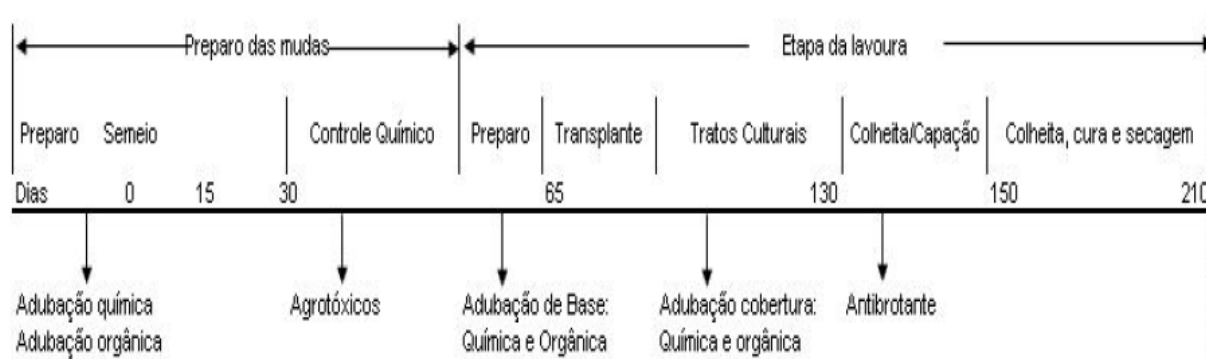 Preparo das mudas
Etapa da lavoura
Preparo
Semeio
Controle Químico
Preparo
Transplante
Tratos Culturais
Colheita/Capação
Colheita, cura e secagem
Dias 0 15 30 65 130 150 210
Adubação química
Adubação orgânica
Agrotóxicos
Adubação de Base:
Química e Orgânica
Adubação cobertura:
Química e orgânica
Antibrotante